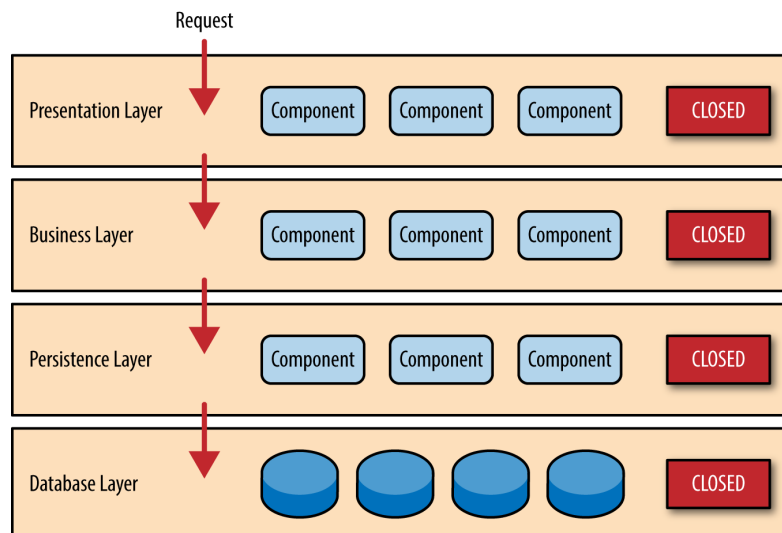 Request
Presentation Layer Component Component Component CLOSED
Business Layer Component Component Component CLOSED
Persistence Layer Component Component Component CLOSED
Database Layer CLOSED